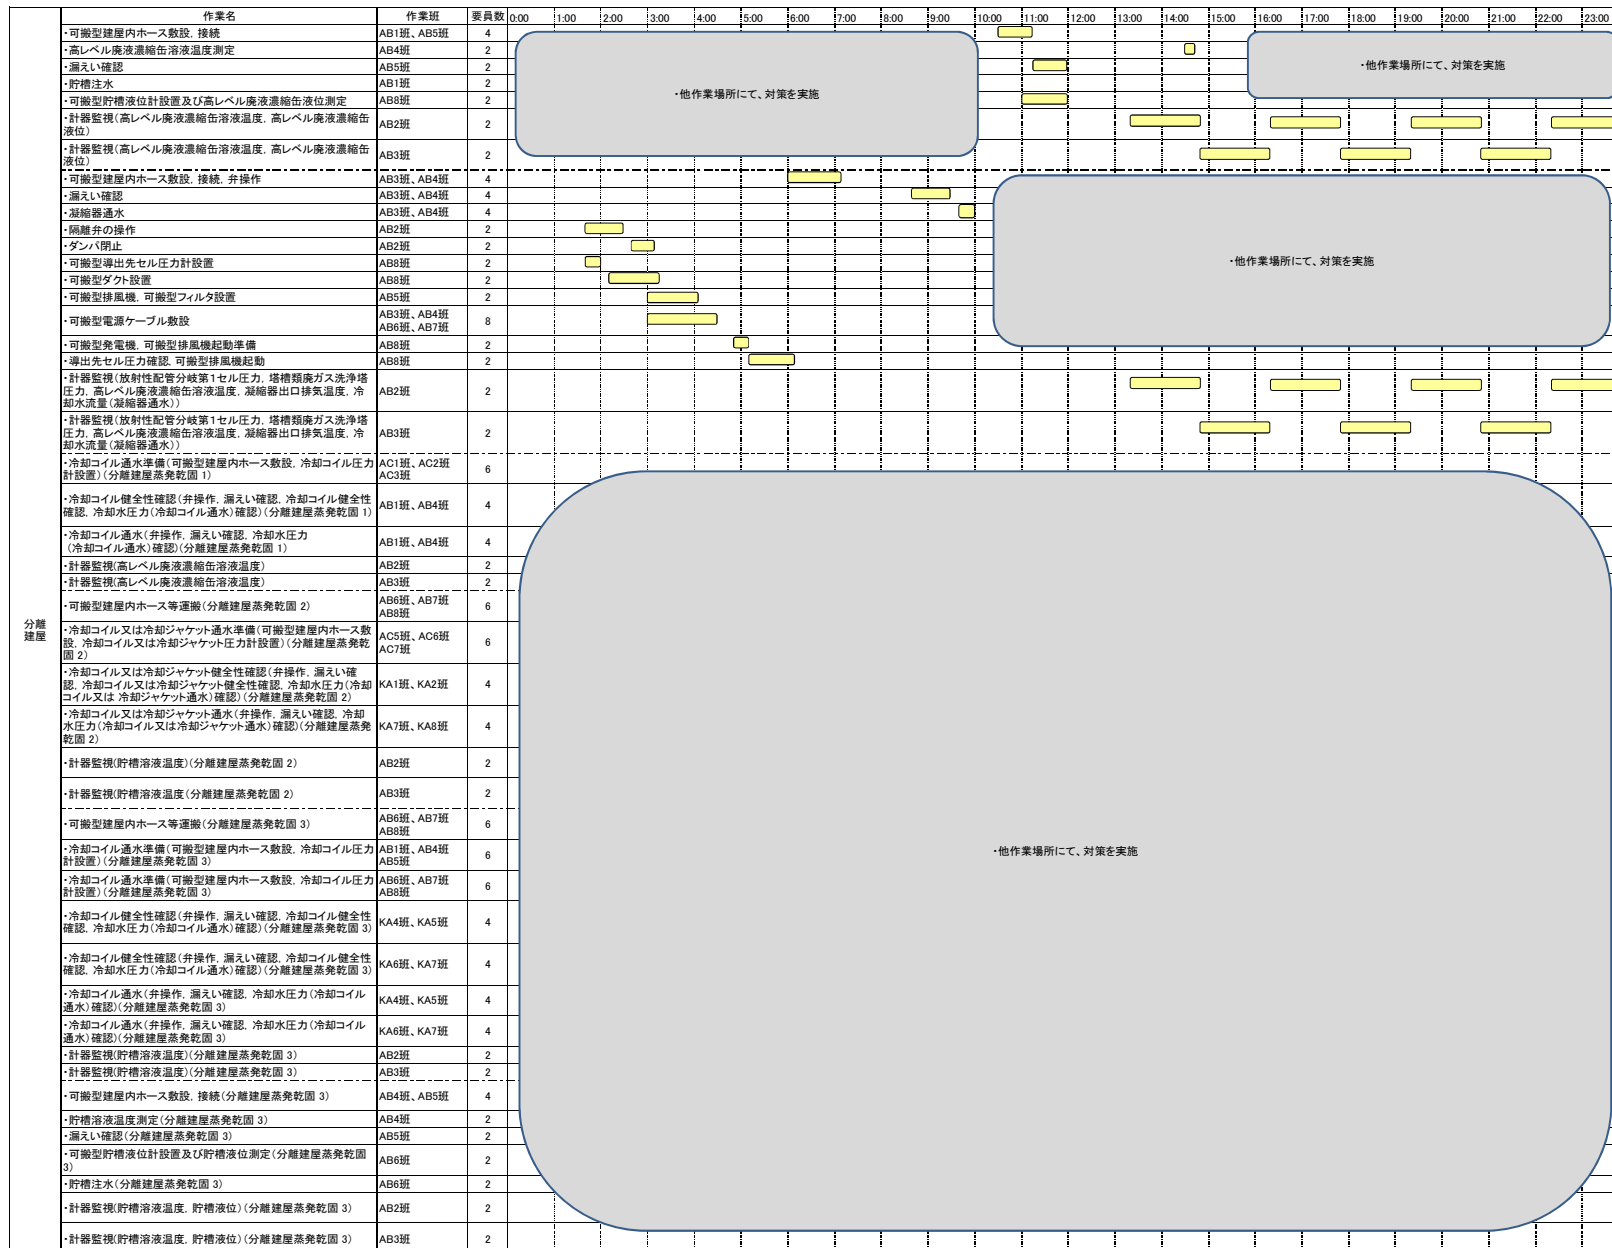 作業名 作業班 要員数 0:00 1:00 2:00 3:00 4:00 5:00 6:00 7:00 8:00 9:00 10:00 11:00 12:00 13:00 14:00 15:00 16:00 17:00 18:00 19:00 20:00 21:00 22:00 23:00
・可搬型建屋内ホース敷設，接続 AB1班、AB5班 4
・高レベル廃液濃縮缶溶液温度測定 AB4班 2
・漏えい確認 AB5班 2
・貯槽注水 AB1班 2
・可搬型貯槽液位計設置及び高レベル廃液濃縮缶液位測定 AB8班 2
・計器監視(高レベル廃液濃縮缶溶液温度，高レベル廃液濃縮缶
液位) AB2班 2
・計器監視(高レベル廃液濃縮缶溶液温度，高レベル廃液濃縮缶
液位) AB3班 2
・他作業場所にて、対策を実施
・他作業場所にて、対策を実施
・可搬型建屋内ホース敷設，接続，弁操作 AB3班、AB4班 4
・漏えい確認 AB3班、AB4班 4
・凝縮器通水 AB3班、AB4班 4
・隔離弁の操作 AB2班 2
・ダンパ閉止 AB2班 2
・可搬型導出先セル圧力計設置 AB8班 2
・可搬型ダクト設置 AB8班 2
・可搬型排風機，可搬型フィルタ設置 AB5班 2
・可搬型電源ケーブル敷設 AB3班、AB4班
AB6班、AB7班 8
・可搬型発電機，可搬型排風機起動準備 AB8班 2
・導出先セル圧力確認，可搬型排風機起動 AB8班 2
・他作業場所にて、対策を実施
・計器監視(放射性配管分岐第1セル圧力，塔槽類廃ガス洗浄塔
圧力，高レベル廃液濃縮缶溶液温度，凝縮器出口排気温度，冷
却水流量(凝縮器通水)) AB2班 2
・計器監視(放射性配管分岐第1セル圧力，塔槽類廃ガス洗浄塔
圧力，高レベル廃液濃縮缶溶液温度，凝縮器出口排気温度，冷
却水流量(凝縮器通水)) AB3班 2
・冷却コイル通水準備(可搬型建屋内ホース敷設，冷却コイル圧力
計設置)(分離建屋蒸発乾固 1) AC1班、AC2班
AC3班 6
・冷却コイル健全性確認(弁操作，漏えい確認，冷却コイル健全性
確認，冷却水圧力(冷却コイル通水)確認)(分離建屋蒸発乾固 1) AB1班、AB4班 4
・冷却コイル通水(弁操作，漏えい確認，冷却水圧力
(冷却コイル通水)確認)(分離建屋蒸発乾固 1) AB1班、AB4班 4
・計器監視(高レベル廃液濃縮缶溶液温度) AB2班 2
・計器監視(高レベル廃液濃縮缶溶液温度) AB3班 2
・可搬型建屋内ホース等運搬(分離建屋蒸発乾固 2) AB6班、AB7班
AB8班 6
分離
建屋
・冷却コイル又は冷却ジャケット通水準備(可搬型建屋内ホース敷
設，冷却コイル又は冷却ジャケット圧力計設置)(分離建屋蒸発乾
固 2) AC5班、AC6班
AC7班 6
・冷却コイル又は冷却ジャケット健全性確認(弁操作，漏えい確
認，冷却コイル又は冷却ジャケット健全性確認，冷却水圧力(冷却
コイル又は 冷却ジャケット通水)確認)(分離建屋蒸発乾固 2) KA1班、KA2班 4
・冷却コイル又は冷却ジャケット通水(弁操作，漏えい確認，冷却
水圧力(冷却コイル又は冷却ジャケット通水)確認)(分離建屋蒸発
乾固 2) KA7班、KA8班 4
・計器監視(貯槽溶液温度)(分離建屋蒸発乾固 2) AB2班 2
・計器監視(貯槽溶液温度(分離建屋蒸発乾固 2) AB3班 2
・可搬型建屋内ホース等運搬(分離建屋蒸発乾固 3) AB6班、AB7班
AB8班 6
・冷却コイル通水準備(可搬型建屋内ホース敷設，冷却コイル圧力
計設置)(分離建屋蒸発乾固 3) AB1班、AB4班
AB5班 6
・他作業場所にて、対策を実施
・冷却コイル通水準備(可搬型建屋内ホース敷設，冷却コイル圧力
計設置)(分離建屋蒸発乾固 3) AB6班、AB7班
AB8班 6
・冷却コイル健全性確認(弁操作，漏えい確認，冷却コイル健全性
確認，冷却水圧力(冷却コイル通水)確認)(分離建屋蒸発乾固 3) KA4班、KA5班 4
・冷却コイル健全性確認(弁操作，漏えい確認，冷却コイル健全性
確認，冷却水圧力(冷却コイル通水)確認)(分離建屋蒸発乾固 3) KA6班、KA7班 4
・冷却コイル通水(弁操作，漏えい確認，冷却水圧力(冷却コイル
通水)確認)(分離建屋蒸発乾固 3) KA4班、KA5班 4
・冷却コイル通水(弁操作，漏えい確認，冷却水圧力(冷却コイル
通水)確認)(分離建屋蒸発乾固 3) KA6班、KA7班 4
・計器監視(貯槽溶液温度)(分離建屋蒸発乾固 3) AB2班 2
・計器監視(貯槽溶液温度)(分離建屋蒸発乾固 3) AB3班 2
・可搬型建屋内ホース敷設，接続(分離建屋蒸発乾固 3) AB4班、AB5班 4
・貯槽溶液温度測定(分離建屋蒸発乾固 3) AB4班 2
・漏えい確認(分離建屋蒸発乾固 3) AB5班 2
・可搬型貯槽液位計設置及び貯槽液位測定(分離建屋蒸発乾固
3) AB6班 2
・貯槽注水(分離建屋蒸発乾固 3) AB6班 2
・計器監視(貯槽溶液温度，貯槽液位)(分離建屋蒸発乾固 3) AB2班 2
・計器監視(貯槽溶液温度，貯槽液位)(分離建屋蒸発乾固 3) AB3班 2